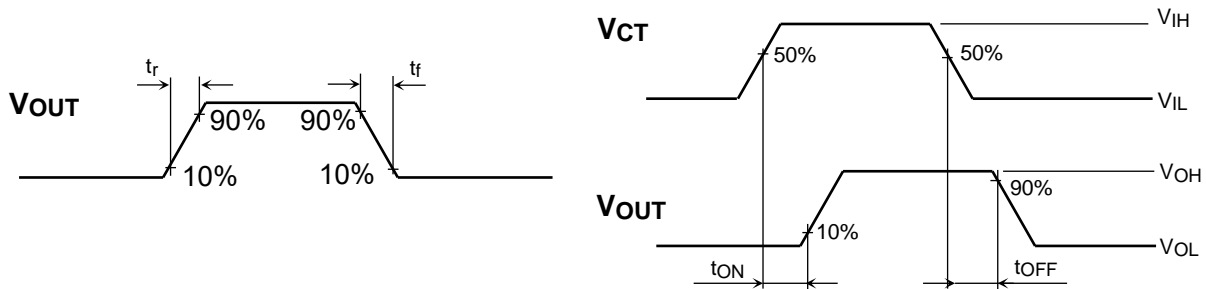 tr
tf
VOUT
90%
90%
10%
10%
VCT
VIH
50%
50%
VIL
VOH
90%
VOUT
10%
VOL
tON
tOFF